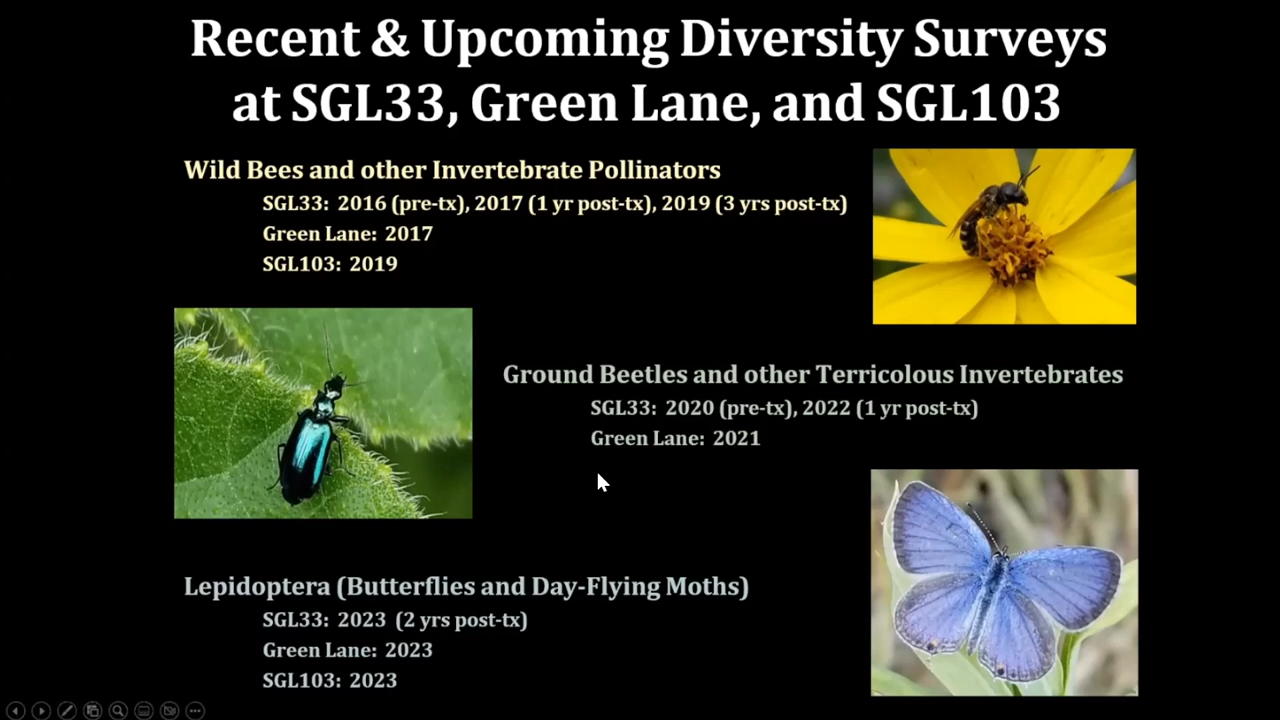 Recent & Upcoming Diversity Surveys
at SGL33, Green Lane, and SGL103
Wild Bees and other Invertebrate Pollinators
SGL33: 2016 (pre-tx), 2017 (1 yr post-tx), 2019 (3 yrs post-tx)
Green Lane: 2017
SGL103: 2019
Ground Beetles and other Terricolous Invertebrates
SGL33: 2020 (pre-tx), 2022 (1 yr post-tx)
Green Lane: 2021
Lepidoptera (Butterflies and Day-Flying Moths)
SGL33: 2023 (2 yrs post-tx)
Green Lane: 2023
SGL103: 2023